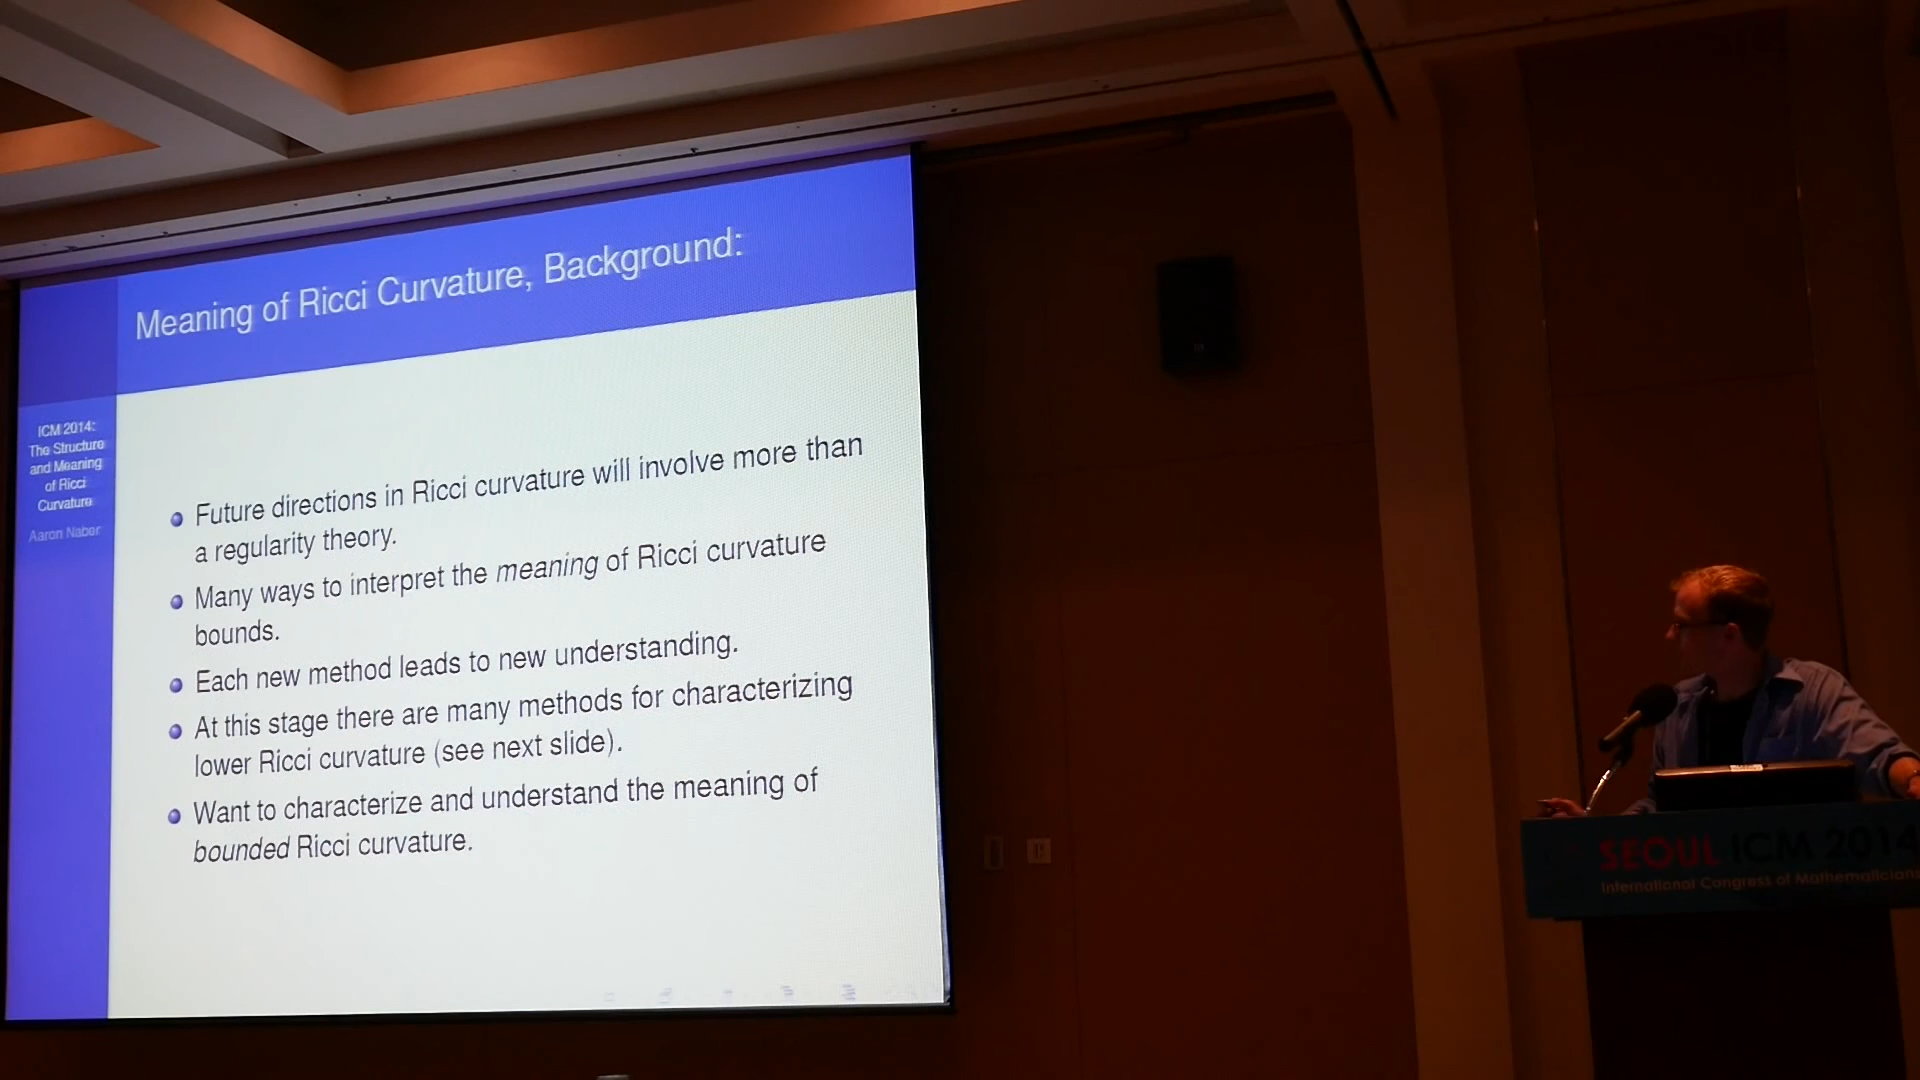 Meaning of Ricci Curvature, Background:
ICM 2014:
The Structure
and Meaning
of Ricci
Curvature
Aaron Naber
Future directions in Ricci curvature will involve more than
a regularity theory.
Many ways to interpret the meaning of Ricci curvature
bounds.
Each new method leads to new understanding.
At this stage there are many methods for characterizing
lower Ricci curvature (see next slide).
Want to characterize and understand the meaning of
bounded Ricci curvature.
SEOUL ICM 2014
International Congress of Mathematicians